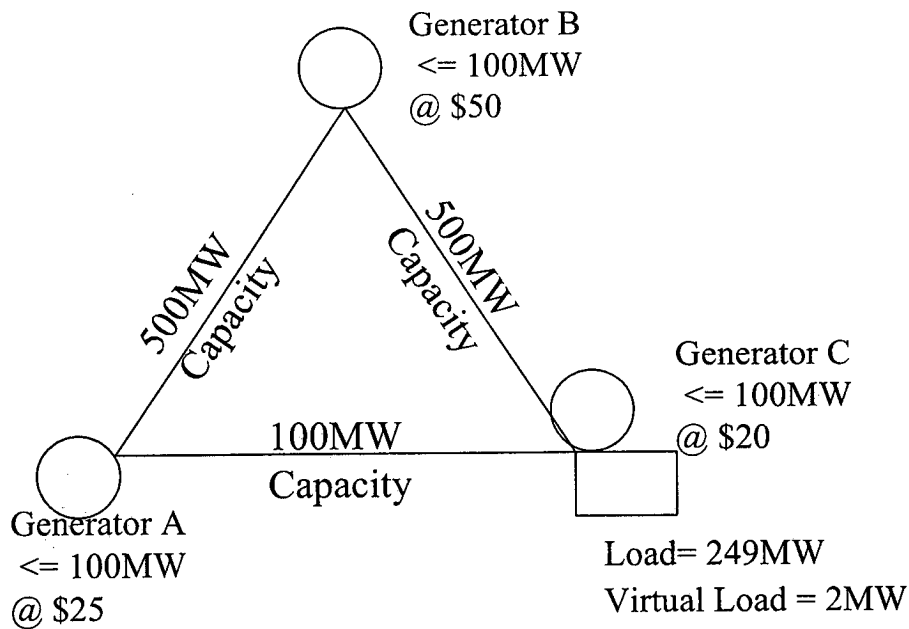 Generator B
<= 100MW
@ $50
500MW
Capacity
500MW
Capacity
Generator C
<= 100MW
@ $20
100MW
Capacity
Generator A
<= 100MW
@ $25
Load= 249MW
Virtual Load = 2MW